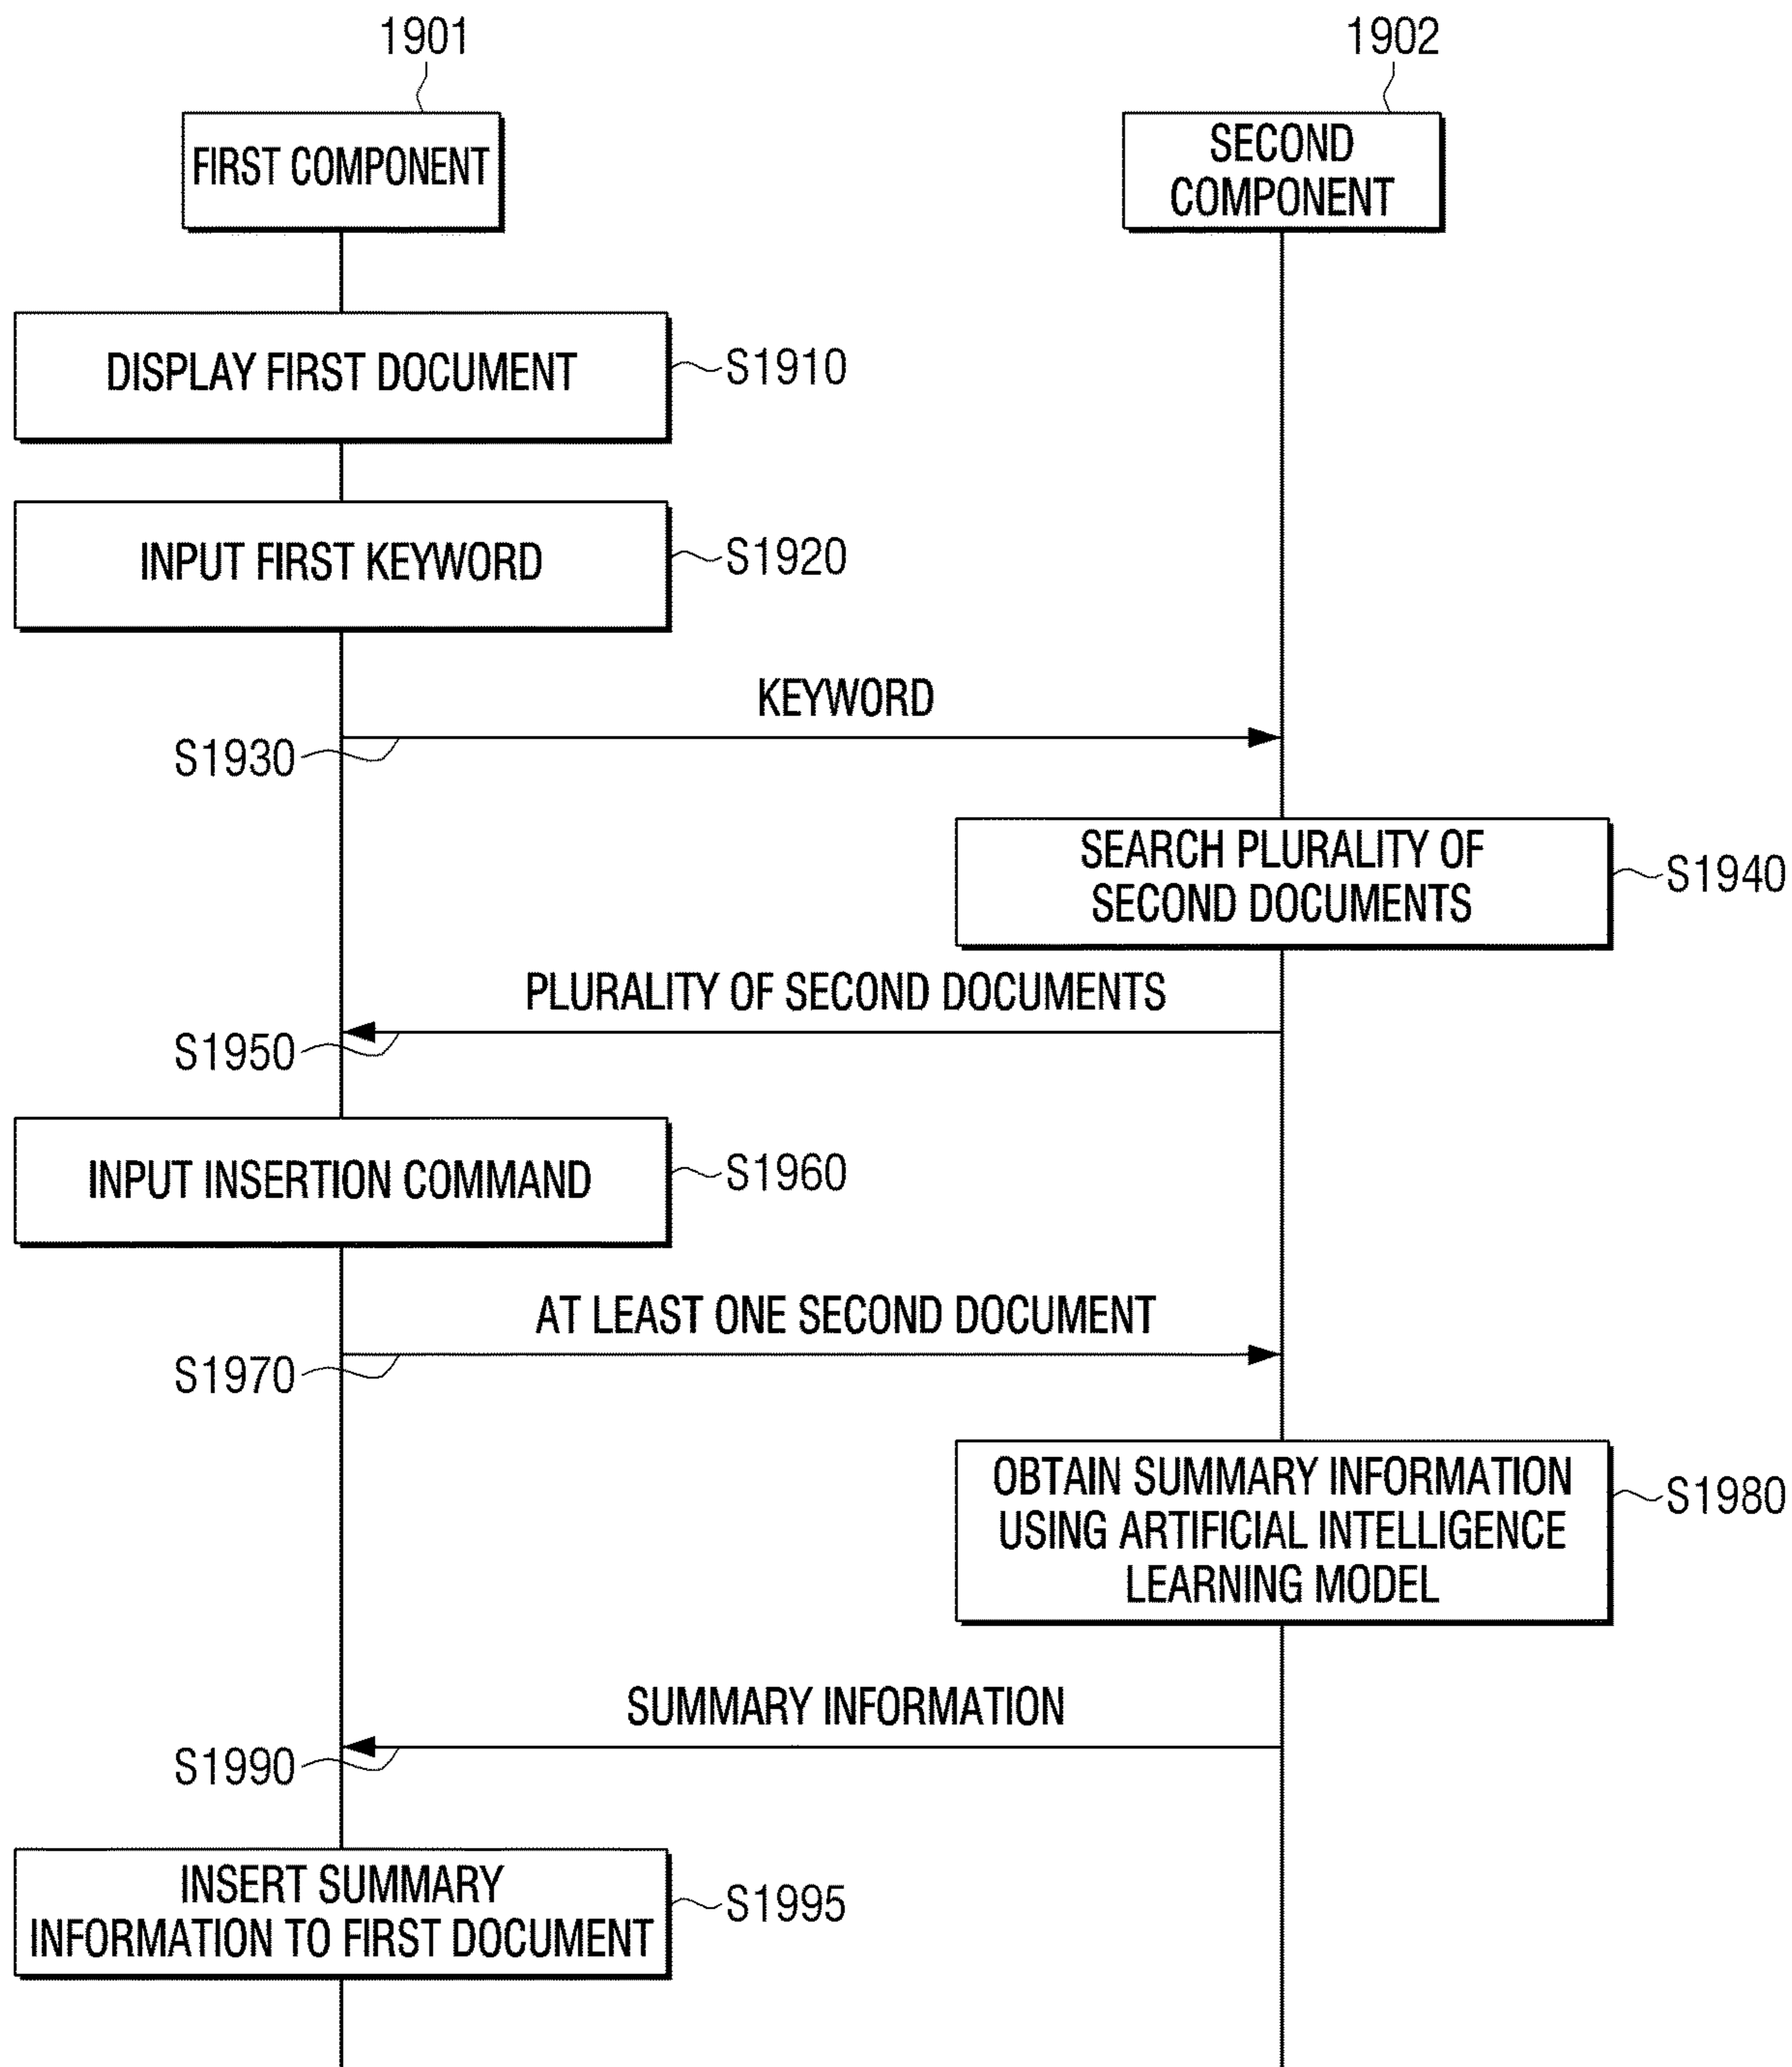 1901
1902
FIRST COMPONENT
SECOND
COMPONENT
DISPLAY FIRST DOCUMENT
S1910
INPUT FIRST KEYWORD
S1920
KEYWORD
S1930
SEARCH PLURALITY OF
SECOND DOCUMENTS
S1940
PLURALITY OF SECOND DOCUMENTS
S1950
INPUT INSERTION COMMAND
S1960
AT LEAST ONE SECOND DOCUMENT
S1970
OBTAIN SUMMARY INFORMATION
USING ARTIFICIAL INTELLIGENCE
LEARNING MODEL
S1980
SUMMARY INFORMATION
S1990
INSERT SUMMARY
INFORMATION TO FIRST DOCUMENT
S1995